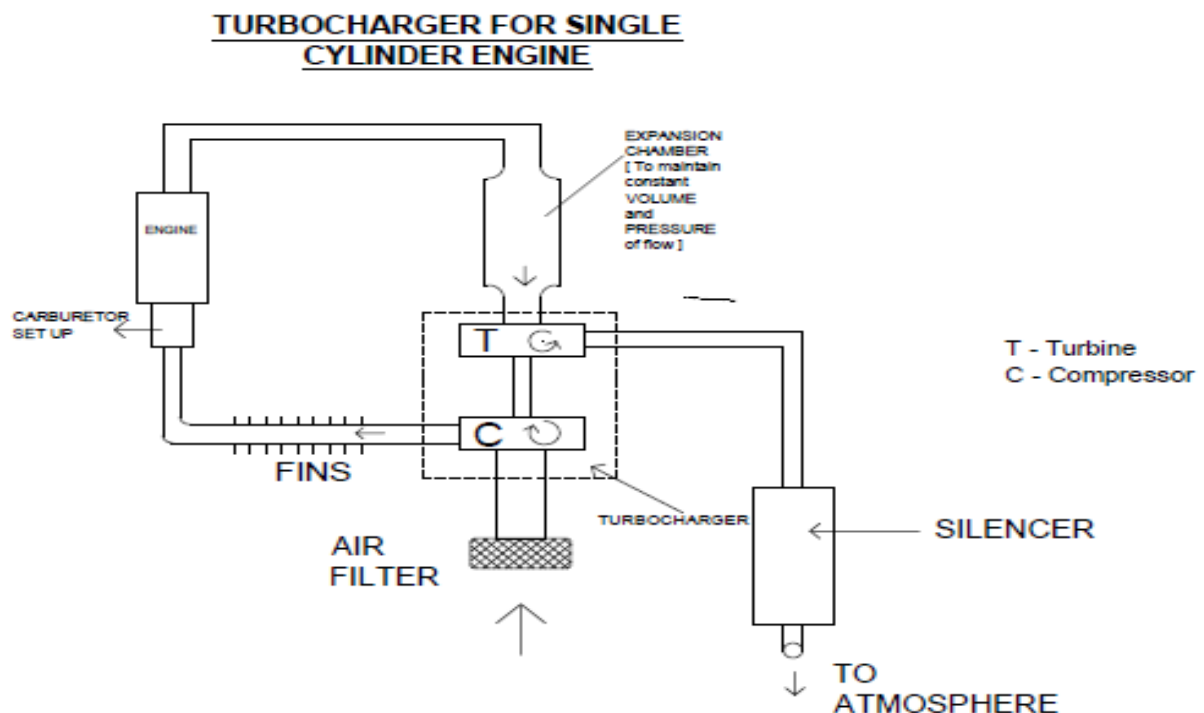 TURBOCHARGER FOR SINGLE
CYLINDER ENGINE
EXPANSION
CHAMBER
[ To maintain
constant
VOLUME
and
PRESSURE
of flow ]
ENGINE
CARBURETOR
SET UP
T
T - Turbine
C - Compressor
C
FINS
TURBOCHARGER
SILENCER
AIR
FILTER
TO
ATMOSPHERE